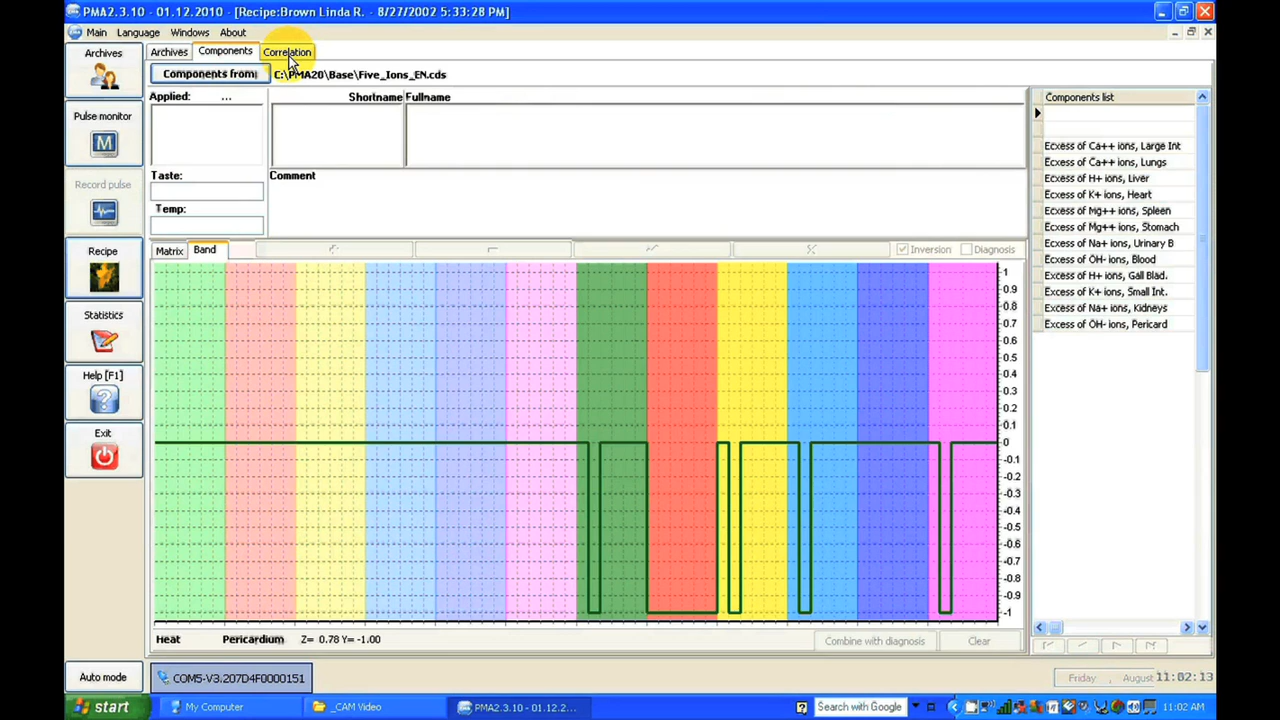 PMA2.3.10 - 01.12.2010 - [Recipe:Brown Linda R. - 8/27/2002 5:33:28 PM]
Main Language Windows About
Archives
Pulse monitor
M
Record pulse
Recipe
Statistics
Help [F1]
?
Exit
Auto mode
Archives Components Correlation
Components from: C:\PMA20\Base\Five_Ions_EN.cds
Applied: ... Shortname Fullname
Taste: Comment
Temp:
Matrix Band Inversion Diagnosis
1
0.9
0.8
0.7
0.6
0.5
0.4
0.3
0.2
0.1
0
-0.1
-0.2
-0.3
-0.4
-0.5
-0.6
-0.7
-0.8
-0.9
-1
Heat Pericardium Z= 0.78 Y= -1.00 Combine with diagnosis Clear
Components list
Ecxess of Ca++ ions, Large Int
Ecxess of Ca++ ions, Lungs
Excess of H+ ions, Liver
Excess of K+ ions, Heart
Excess of Mg++ ions, Spleen
Excess of Mg++ ions, Stomach
Excess of Na+ ions, Urinary B
Excess of OH- ions, Blood
Excess of H+ ions, Gall Blad.
Excess of K+ ions, Small Int.
Excess of Na+ ions, Kidneys
Excess of OH- ions, Pericard
COM5-V3.207D4F0000151 Friday , August 11:02:13
start My Computer _CAM Video PMA2.3.10 - 01.12.2... Search with Google 11:02 AM